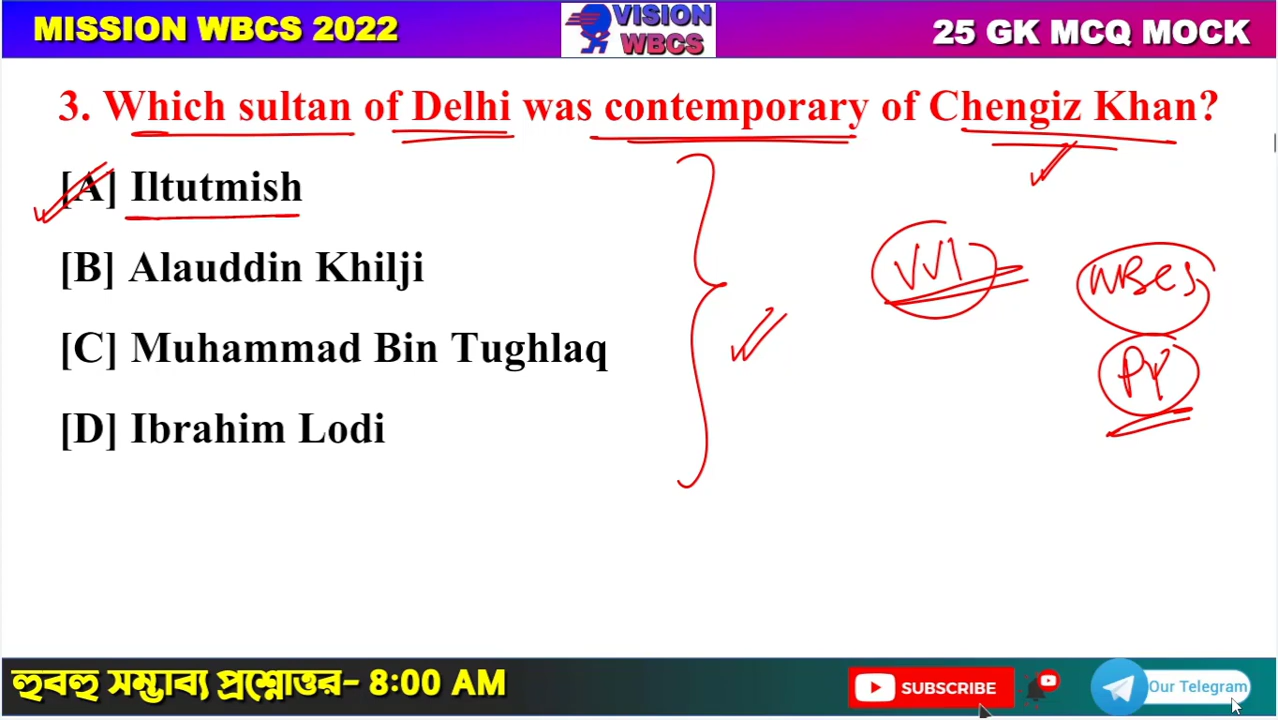 MISSION WBCS 2022
VISION
WBCS
25 GK MCQ MOCK
3. Which sultan of Delhi was contemporary of Chengiz Khan?
[A] Iltutmish
[B] Alauddin Khilji
[C] Muhammad Bin Tughlaq
[D] Ibrahim Lodi
VVI
WBCS
PY
হুবহু সম্ভাব্য প্রশ্নোত্তর- 8:00 AM
SUBSCRIBE
Our Telegram